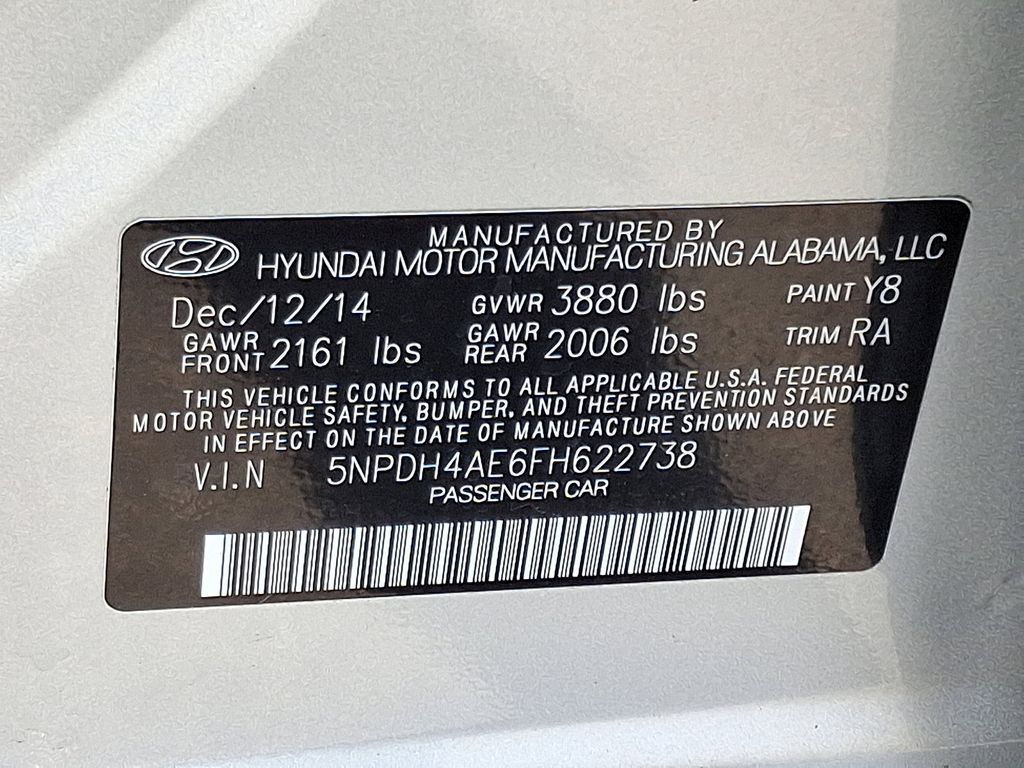 MANUFACTURED BY
HYUNDAI MOTOR MANUFACTURING ALABAMA, LLC
Dec/12/14 GVWR 3880 lbs PAINT Y8
GAWR FRONT 2161 lbs GAWR REAR 2006 lbs TRIM RA
THIS VEHICLE CONFORMS TO ALL APPLICABLE U.S.A. FEDERAL
MOTOR VEHICLE SAFETY, BUMPER, AND THEFT PREVENTION STANDARDS
IN EFFECT ON THE DATE OF MANUFACTURE SHOWN ABOVE
V.I.N 5NPDH4AE6FH622738
PASSENGER CAR